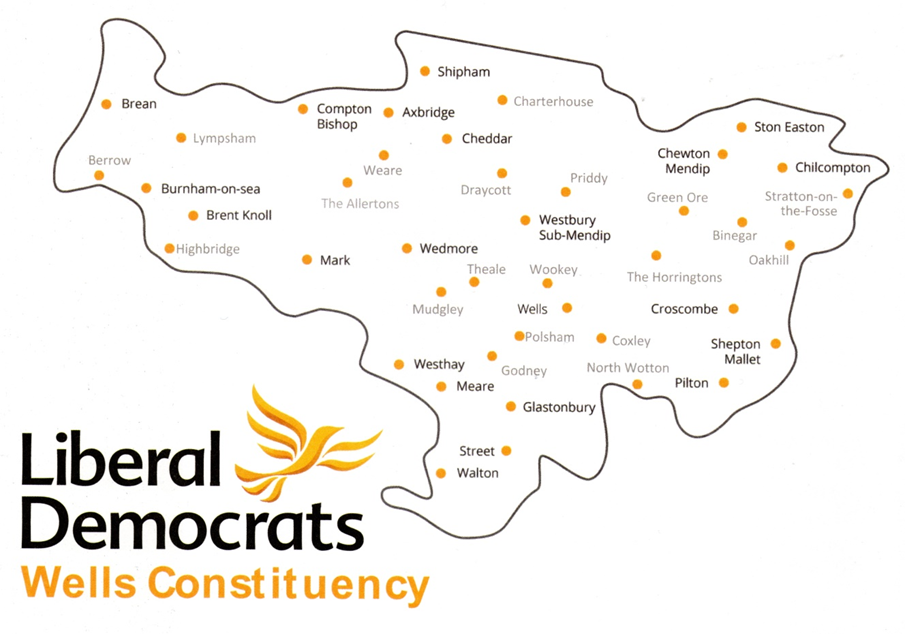 Shipham
Charterhouse
Brean
Compton
Bishop
Axbridge
Ston Easton
Lympsham
Cheddar
Chewton
Mendip
Chilcompton
Berrow
Weare
Draycott
Priddy
Burnham-on-sea
The Allertons
Green Ore
Stratton-on-
the-Fosse
Brent Knoll
Westbury
Sub-Mendip
Binegar
Highbridge
Mark
Wedmore
Theale
Wookey
The Horringtons
Oakhill
Mudgley
Wells
Croscombe
Polsham
Coxley
Shepton
Mallet
Westhay
Godney
North Wotton
Meare
Pilton
Glastonbury
Street
Walton
Liberal
Democrats
Wells Constituency